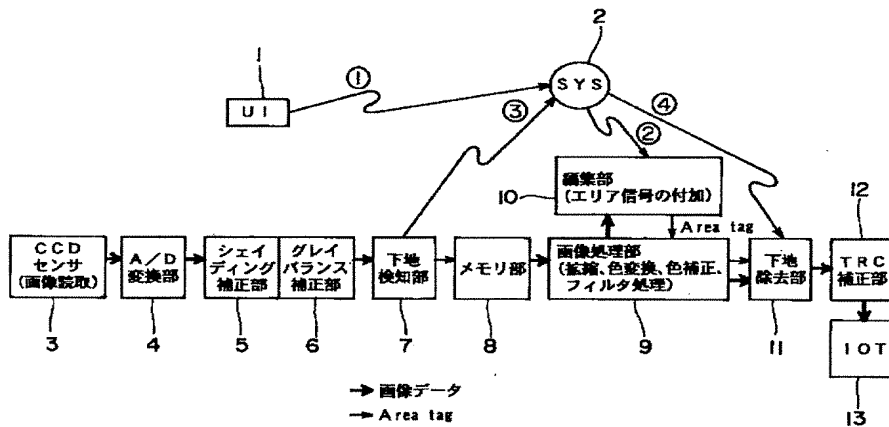 2
1
①
SYS
④
UI
③
②
編集部
(エリア信号の付加)
10
12
Area tag
CCD
センサ
(画像読取)
A/D
変換部
シェイ
ディング
補正部
グレイ
バランス
補正部
下地
検知部
メモリ部
画像処理部
(拡縮、色変換、色補正、
フィルタ処理)
下地
除去部
TRC
補正部
3
4
5
6
7
8
9
11
IOT
画像データ
Area tag
13